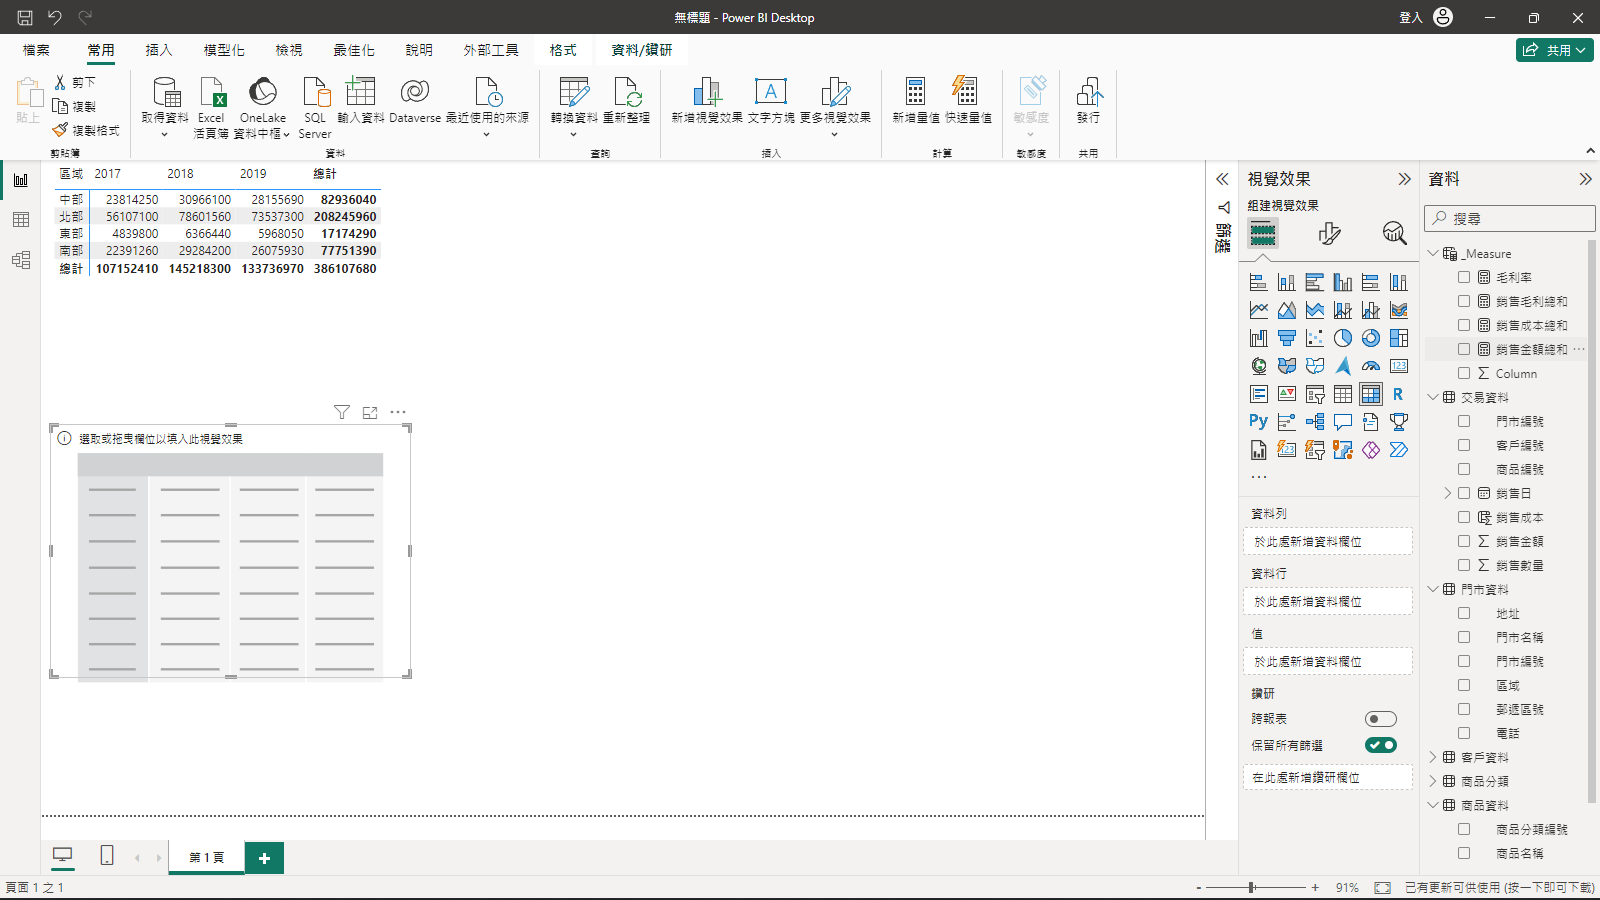 無標題 - Power BI Desktop
登入
檔案 常用 插入 模型化 檢視 最佳化 說明 外部工具 格式 資料/鑽研
共用
貼上
剪下
複製
複製格式
剪貼簿
取得資料
Excel
活頁簿
OneLake
資料中樞
SQL
Server
輸入資料
Dataverse
最近使用的來源
資料
轉換資料
重新整理
查詢
新增視覺效果
文字方塊
更多視覺效果
插入
新增量值
快速量值
計算
敏感度
敏感度
發行
共用
區域 2017 2018 2019 總計
中部 23814250 30966100 28155690 82936040
北部 56107100 78601560 73537300 208245960
東部 4839800 6366440 5968050 17174290
南部 22391260 29284200 26075930 77751390
總計 107152410 145218300 133736970 386107680
選取或拖曳欄位以填入此視覺效果
篩選
視覺效果
組建視覺效果
123
R
Py
123
資料列
於此處新增資料欄位
資料行
於此處新增資料欄位
值
於此處新增資料欄位
鑽研
跨報表
保留所有篩選
在此處新增鑽研欄位
資料
搜尋
_Measure
毛利率
銷售毛利總和
銷售成本總和
銷售金額總和
Column
交易資料
門市編號
客戶編號
商品編號
銷售日
銷售成本
銷售金額
銷售數量
門市資料
地址
門市名稱
門市編號
區域
郵遞區號
電話
客戶資料
商品分類
商品資料
商品分類編號
商品名稱
第 1 頁
頁面 1 之 1
- + 91%
已有更新可供使用 (按一下即可下載)